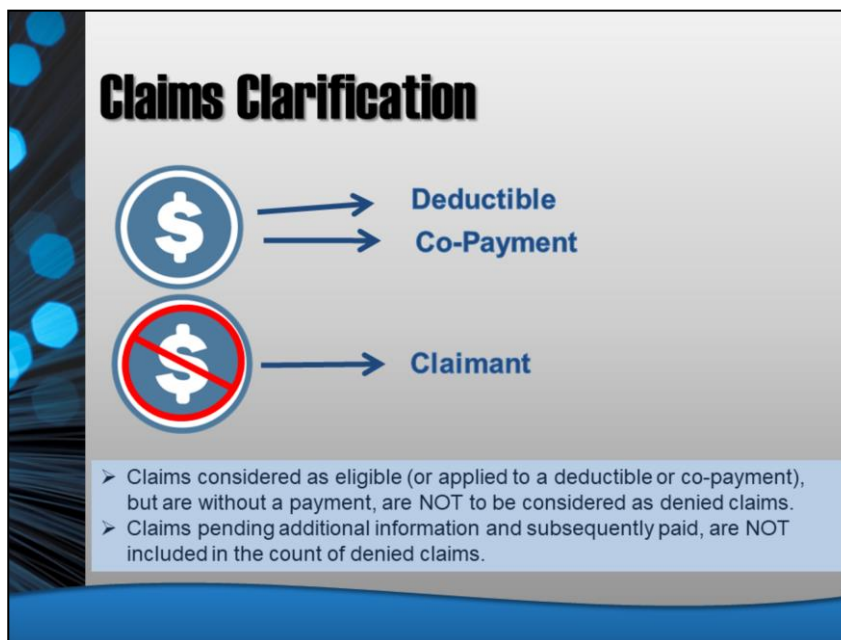 Claims Clarification
$
Deductible
Co-Payment
$
Claimant
➢ Claims considered as eligible (or applied to a deductible or co-payment),
but are without a payment, are NOT to be considered as denied claims.
➢ Claims pending additional information and subsequently paid, are NOT
included in the count of denied claims.